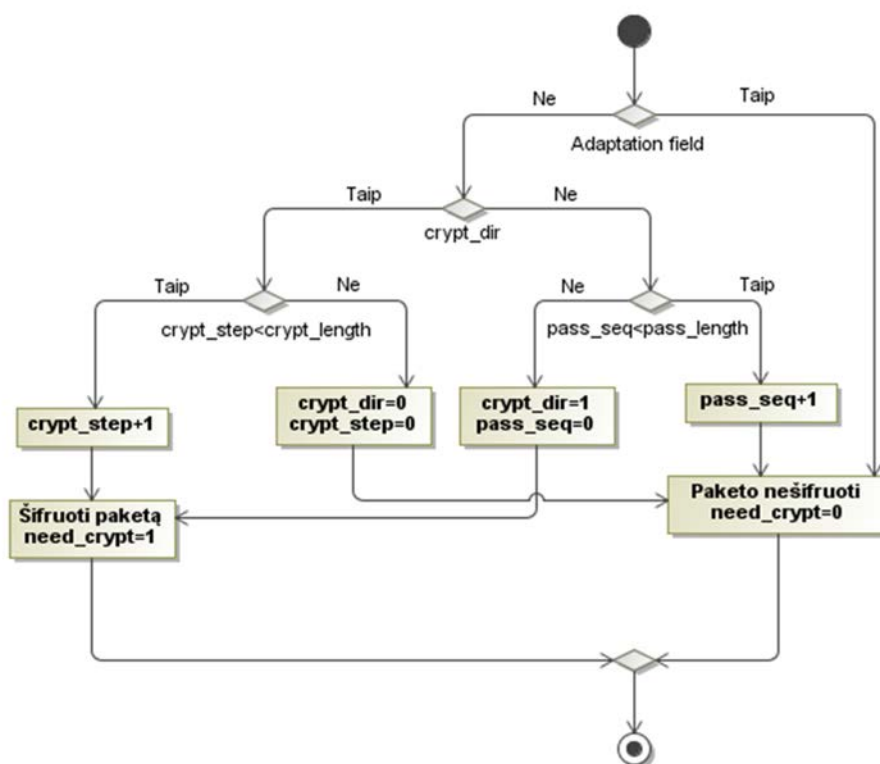 Ne
Taip
Adaptation field
Taip
Ne
crypt_dir
Taip
Ne
crypt_step<crypt_length
Ne
Taip
pass_seq<pass_length
crypt_step+1
crypt_dir=0
crypt_step=0
crypt_dir=1
pass_seq=0
pass_seq+1
Šifruoti paketą
need_crypt=1
Paketo nešifruoti
need_crypt=0